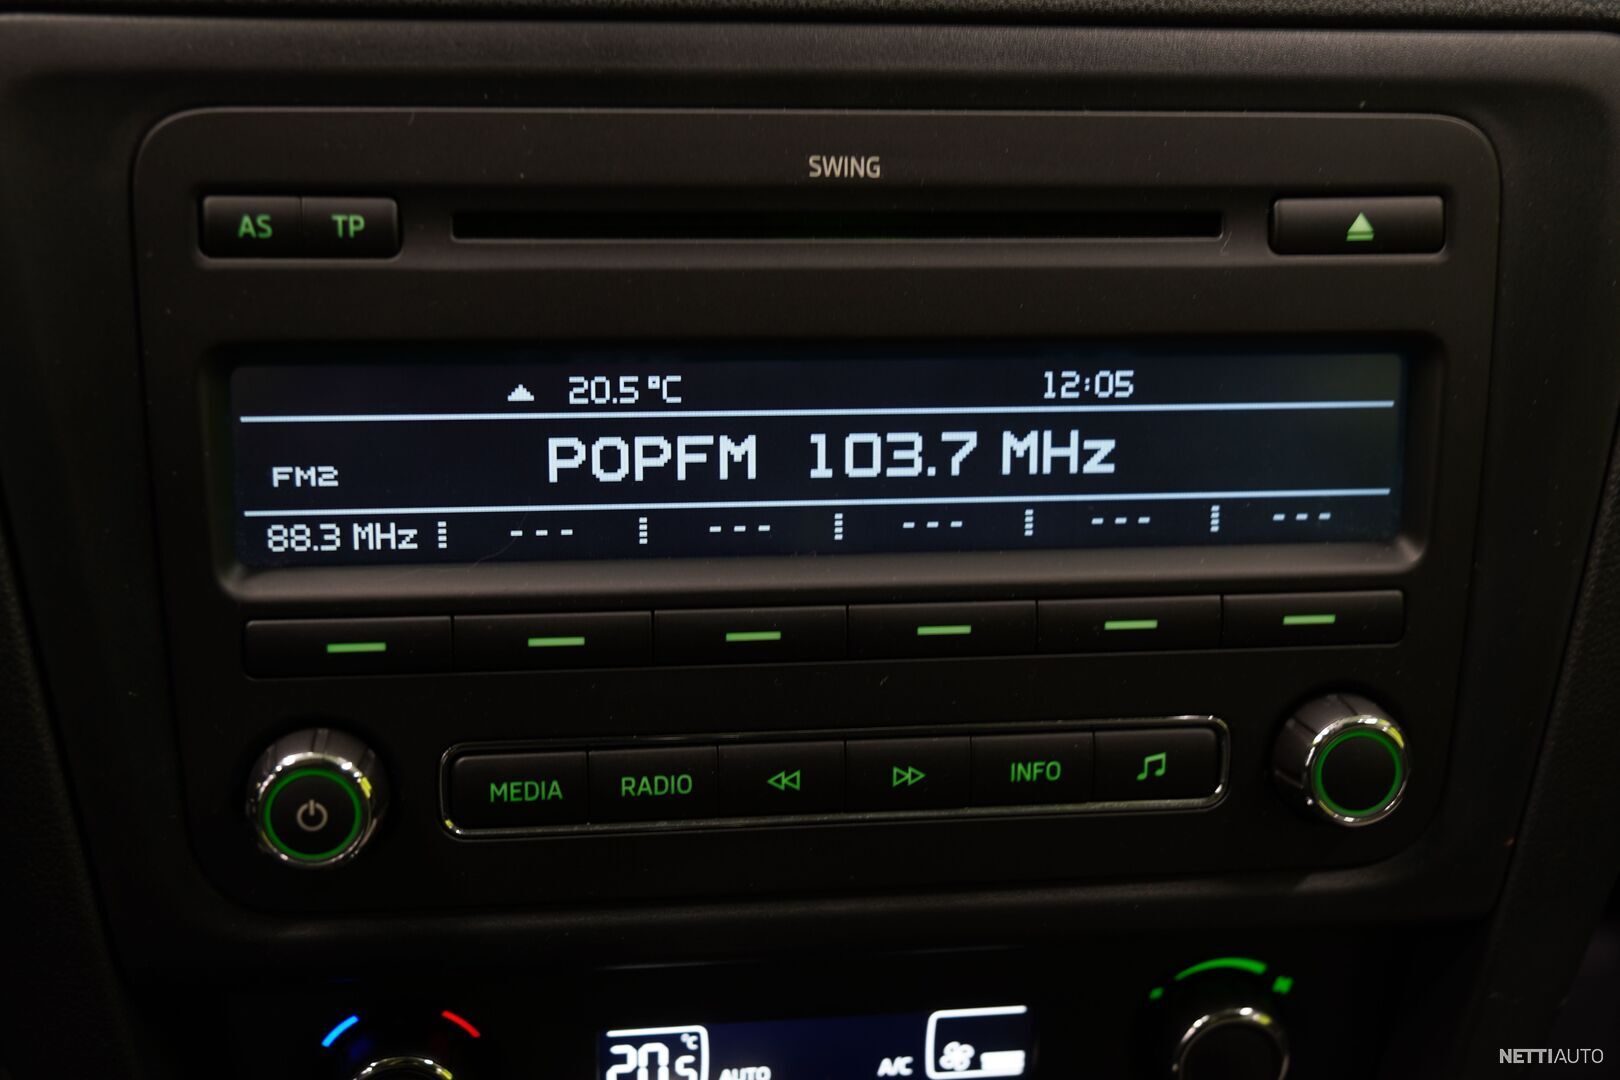 SWING
AS TP
20.5°C 12:05
FM2 POPFM 103.7 MHz
88.3 MHz --- --- --- --- ---
MEDIA RADIO INFO
20.5 °C AUTO A/C
NETTIAUTO